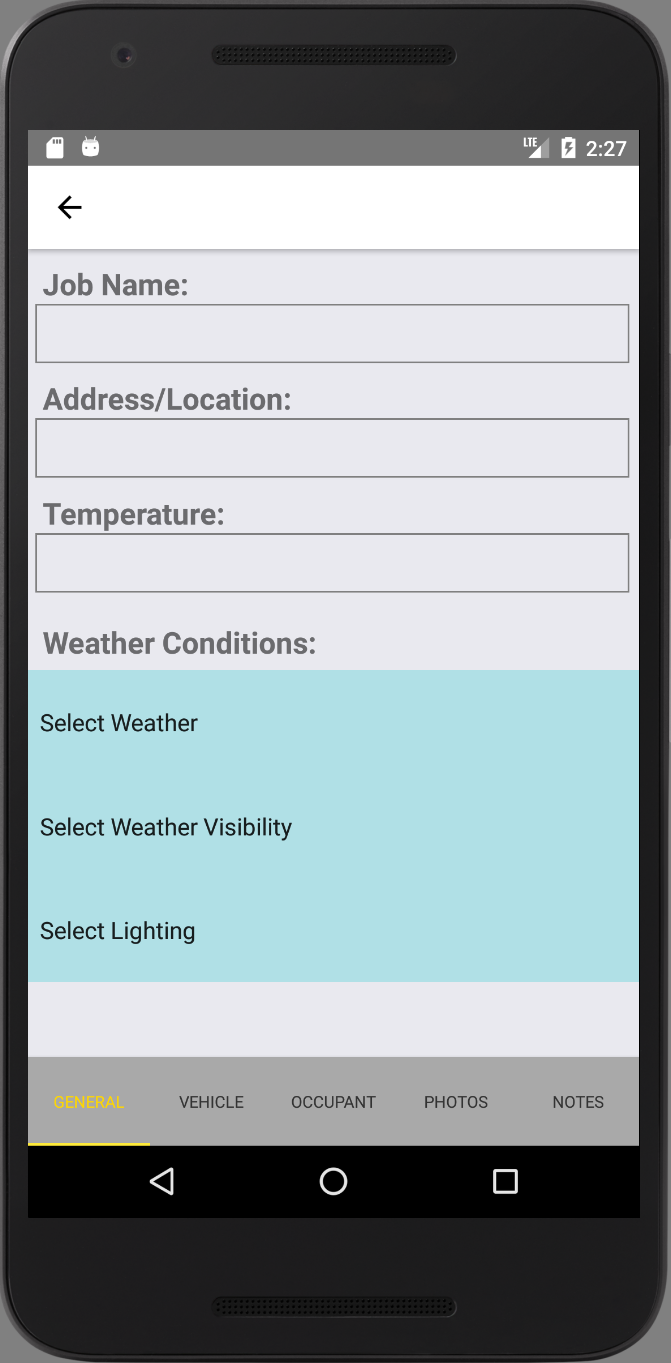 LTE 2:27
Job Name:
Address/Location:
Temperature:
Weather Conditions:
Select Weather
Select Weather Visibility
Select Lighting
GENERAL VEHICLE OCCUPANT PHOTOS NOTES